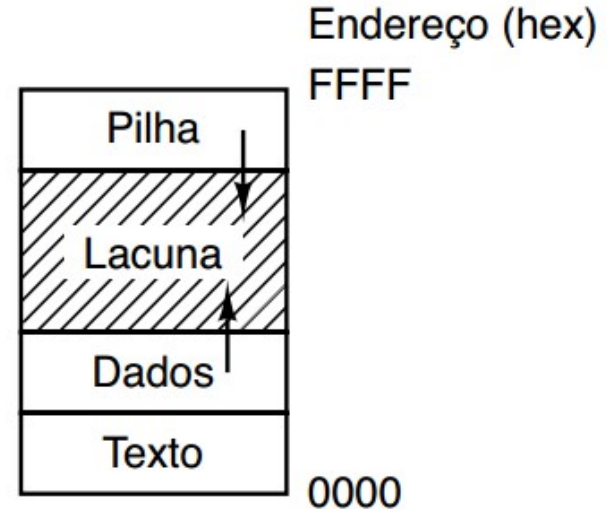 Endereço (hex)
FFFF
Pilha
Lacuna
Dados
Texto
0000